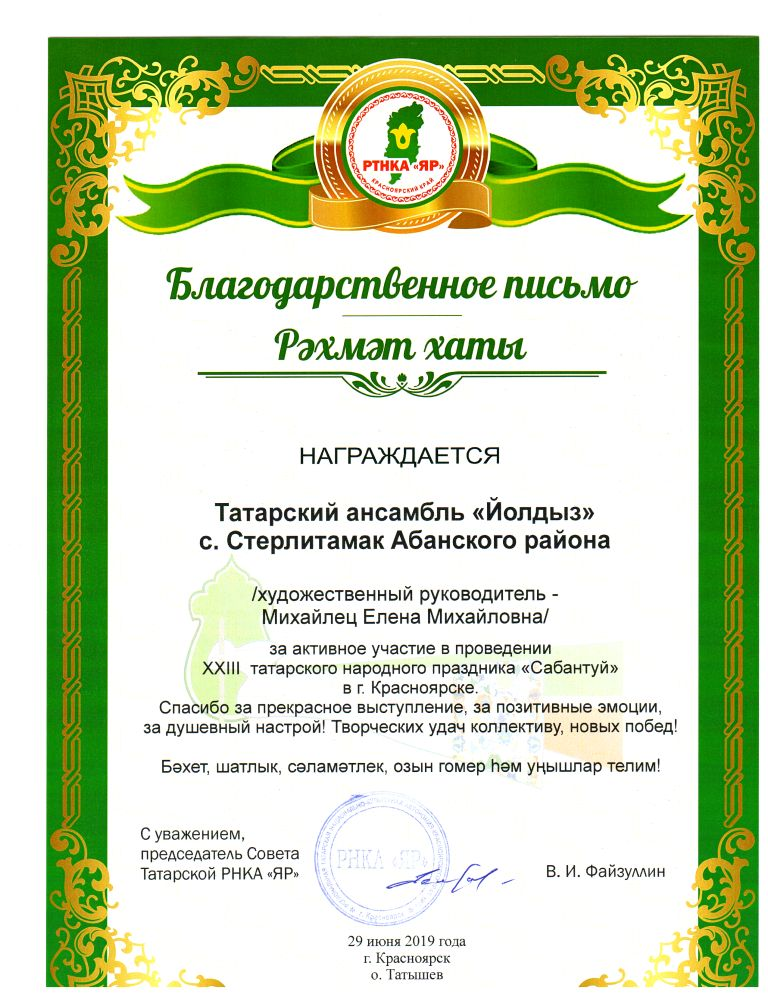 РТНКА «ЯР»
КРАСНОЯРСКИЙ КРАЙ
Благодарственное письмо
Рәхмәт хаты
НАГРАЖДАЕТСЯ
Татарский ансамбль «Йолдыз»
с. Стерлитамак Абанского района
/художественный руководитель -
Михайлец Елена Михайловна/
за активное участие в проведении
XXIII татарского народного праздника «Сабантуй»
в г. Красноярске.
Спасибо за прекрасное выступление, за позитивные эмоции,
за душевный настрой! Творческих удач коллективу, новых побед!
Бәхет, шатлык, сәламәтлек, озын гомер һәм уңышлар телим!
С уважением,
председатель Совета
Татарской РНКА «ЯР»
РНКА «ЯР»
В. И. Файзуллин
29 июня 2019 года
г. Красноярск
о. Татышев